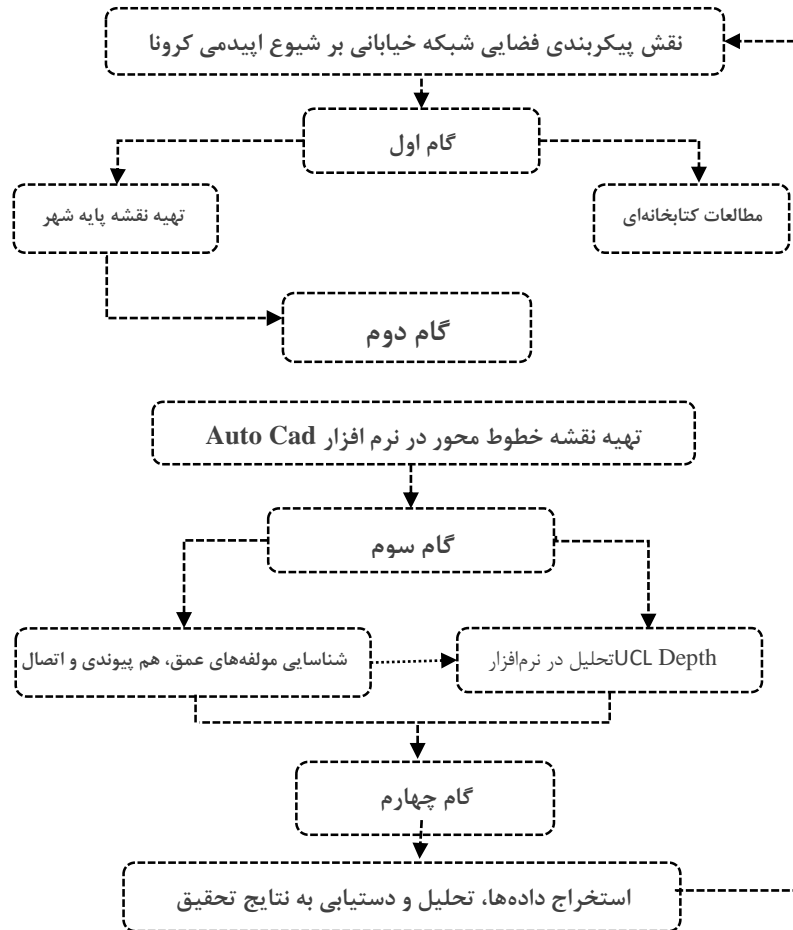 نقش پیکربندی فضایی شبکه خیابانی بر شیوع اپیدمی کرونا
گام اول
مطالعات کتابخانه‌ای
تهیه نقشه پایه شهر
گام دوم
تهیه نقشه خطوط محور در نرم افزار Auto Cad
گام سوم
تحلیل در نرم‌افزار UCL Depth
شناسایی مولفه‌های عمق، هم پیوندی و اتصال
گام چهارم
استخراج داده‌ها، تحلیل و دستیابی به نتایج تحقیق